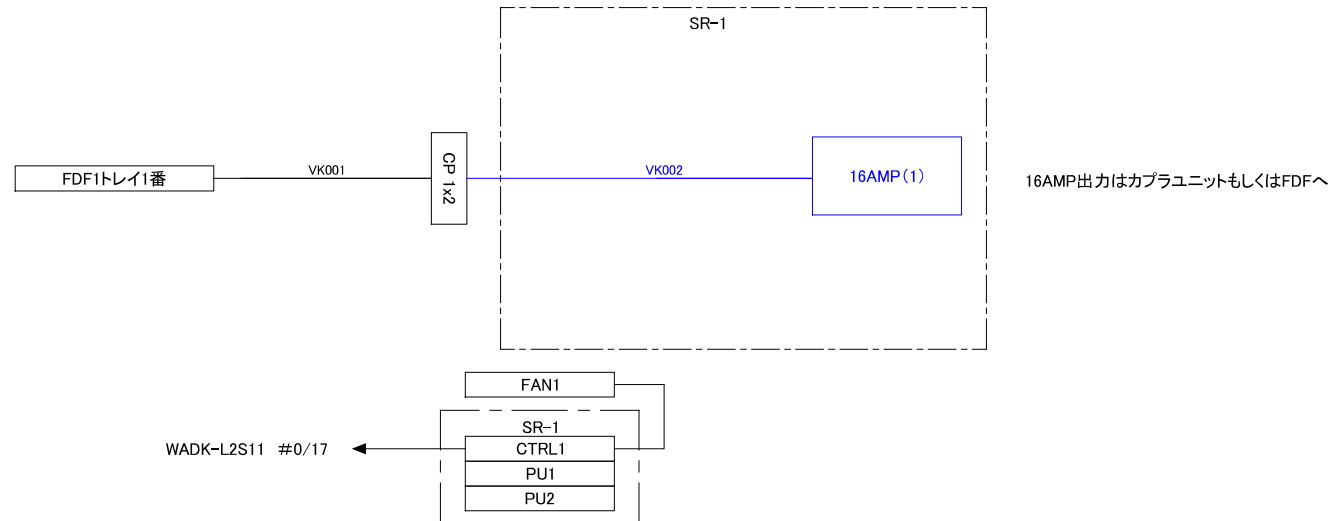 SR-1
FDF1トレイ1番
VK001
CP 1x2
VK002
16AMP(1)
16AMP出力はカプラユニットもしくはFDFへ
FAN1
SR-1
WADK-L2S11 #0/17
CTRL1
PU1
PU2